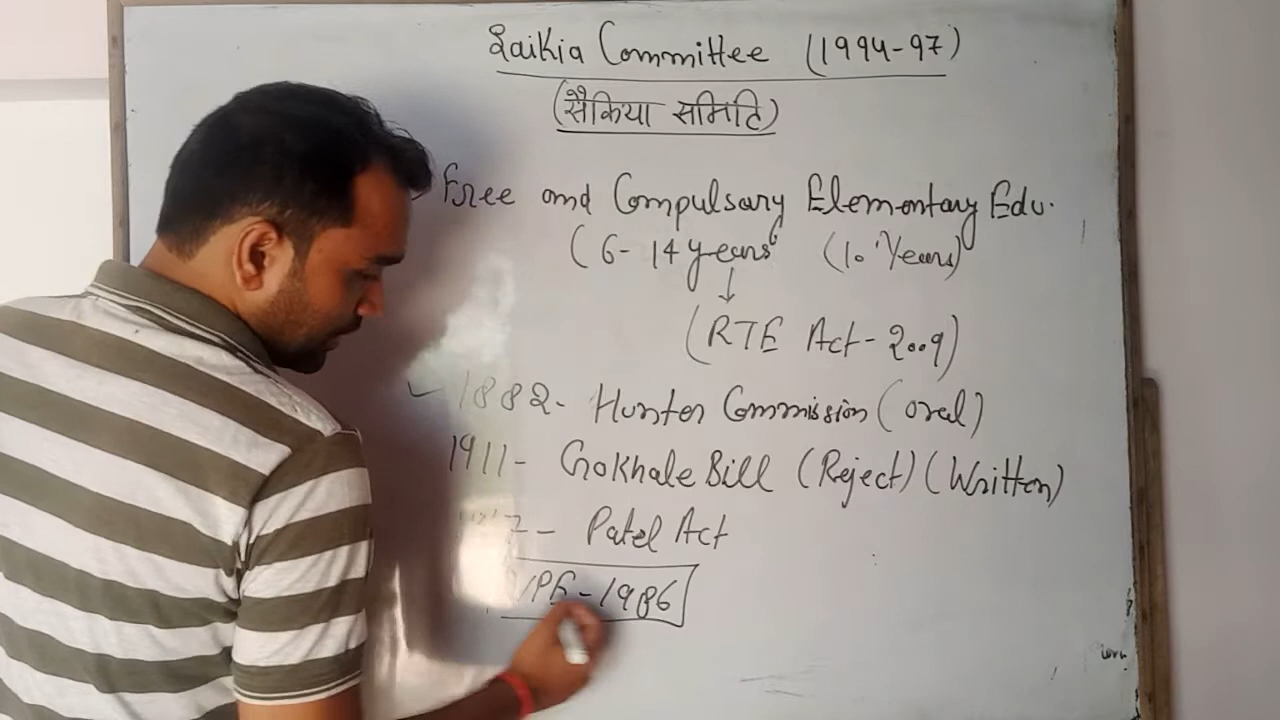 Saikia Committee (1994-97)
(सैकिया समिति)
Free and Compulsary Elementary Edu.
(6-14 years (10 Years)
↓
(RTE Act-2009)
✓ 1882- Hunter Commission (oral)
1911- Gokhale Bill (Reject) (Written)
Patel Act
NPE-1986